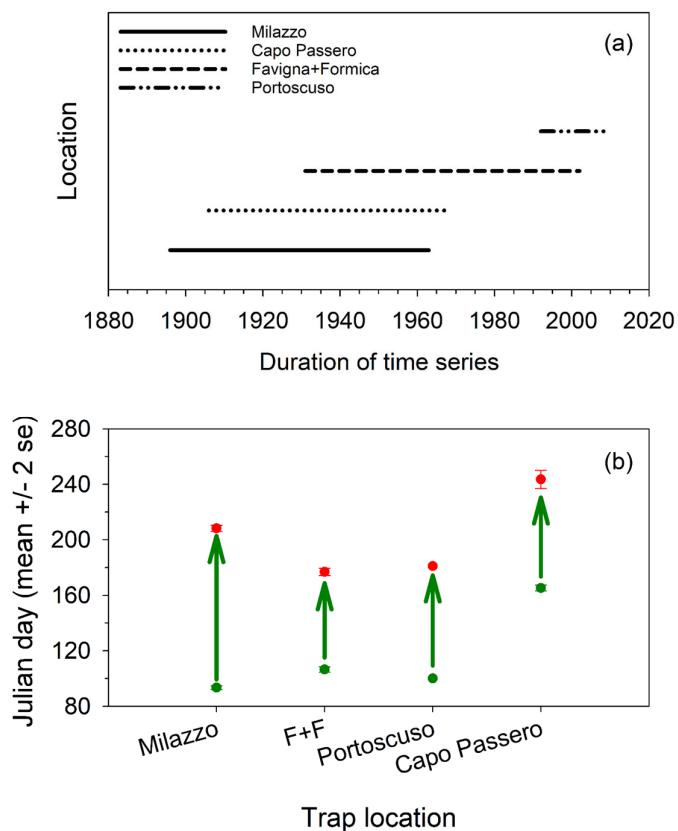 Milazzo
(a)
Capo Passero
Favigna+Formica
Portoscuso
Location
1880 1900 1920 1940 1960 1980 2000 2020
Duration of time series
280
(b)
240
200
160
120
80
Julian day (mean +/- 2 se)
Milazzo
F+F
Portoscuso
Capo Passero
Trap location